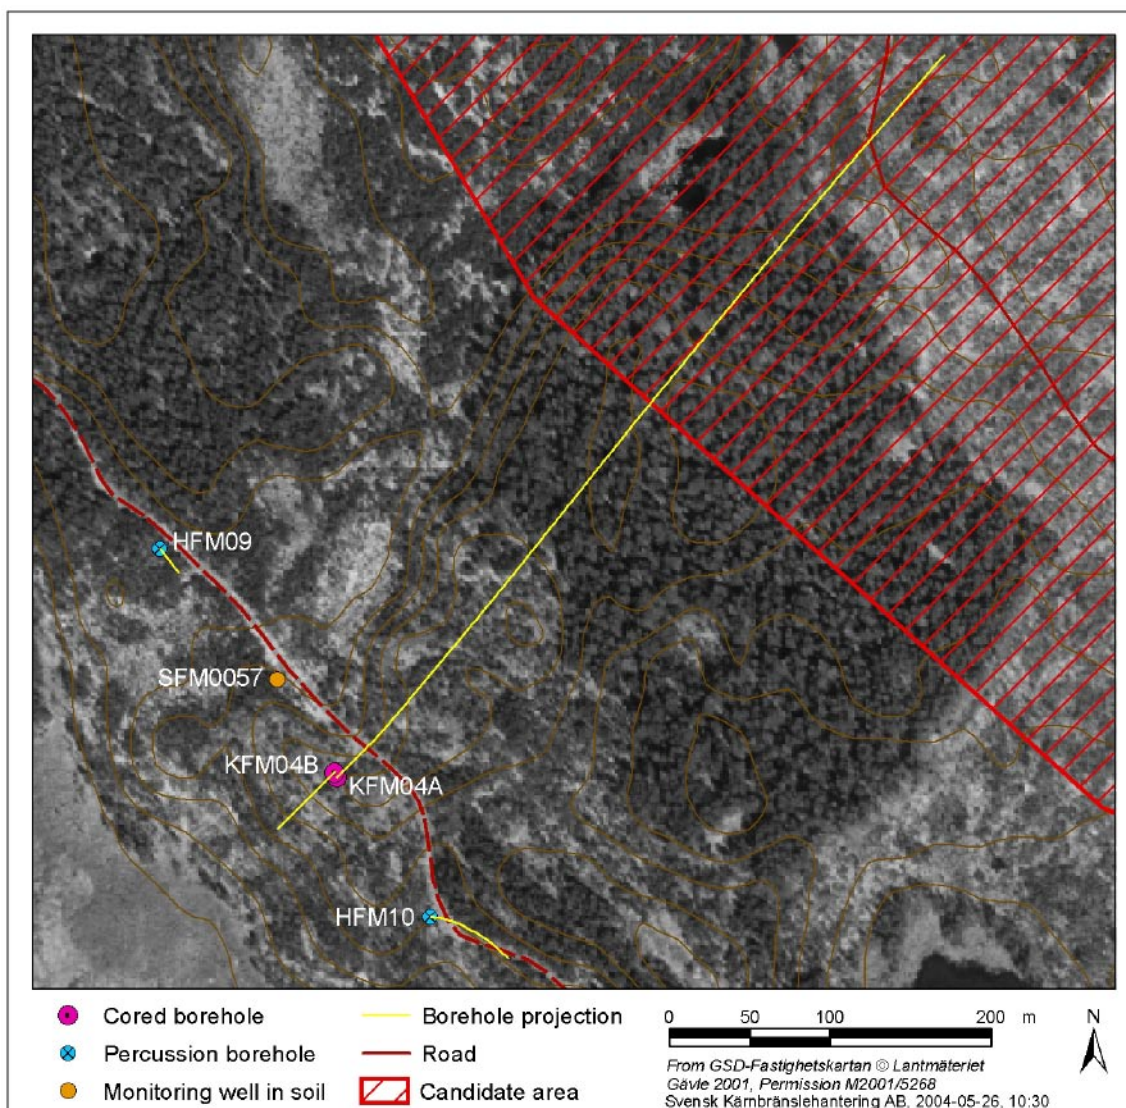 HFM09
SFM0057
KFM04B
KFM04A
HFM10
Cored borehole
Percussion borehole
Monitoring well in soil
Borehole projection
Road
Candidate area
0 50 100 200 m
N
From GSD-Fastighetskartan © Lantmäteriet
Gävle 2001, Permission M2001/5268
Svensk Kärnbränslehantering AB, 2004-05-26, 10:30